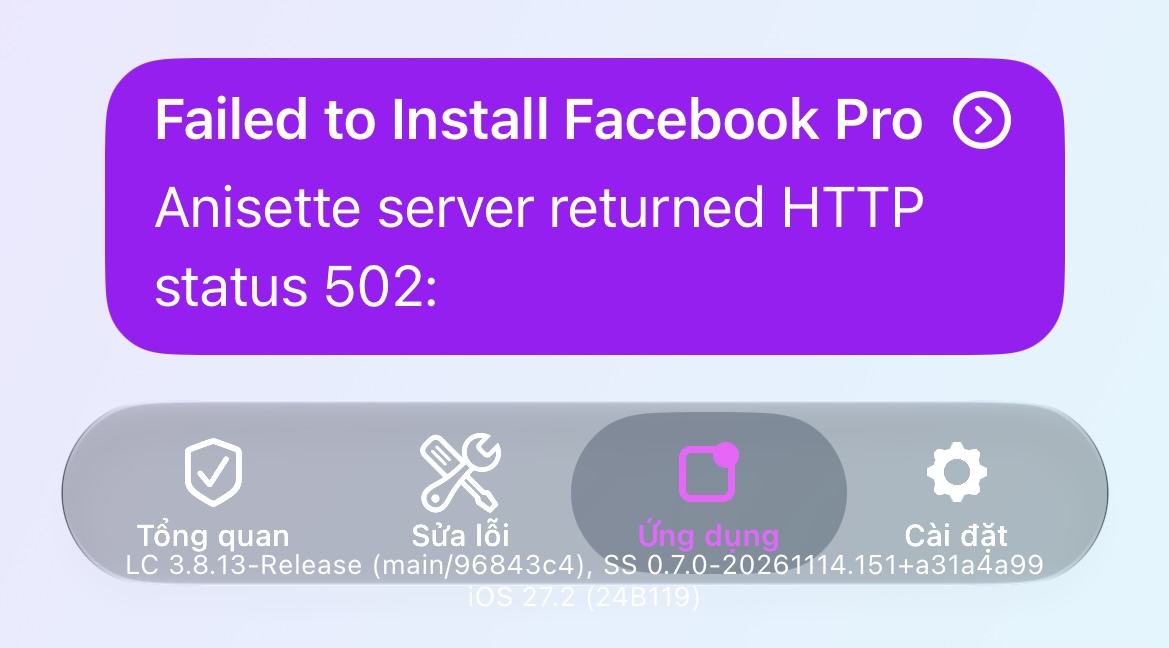 Failed to Install Facebook Pro
Anisette server returned HTTP
status 502:
Tổng quan
Sửa lỗi
Ứng dụng
Cài đặt
LC 3.8.13-Release (main/96843c4), SS 0.7.0-20261114.151+a31a4a99
iOS 27.2 (24B119)